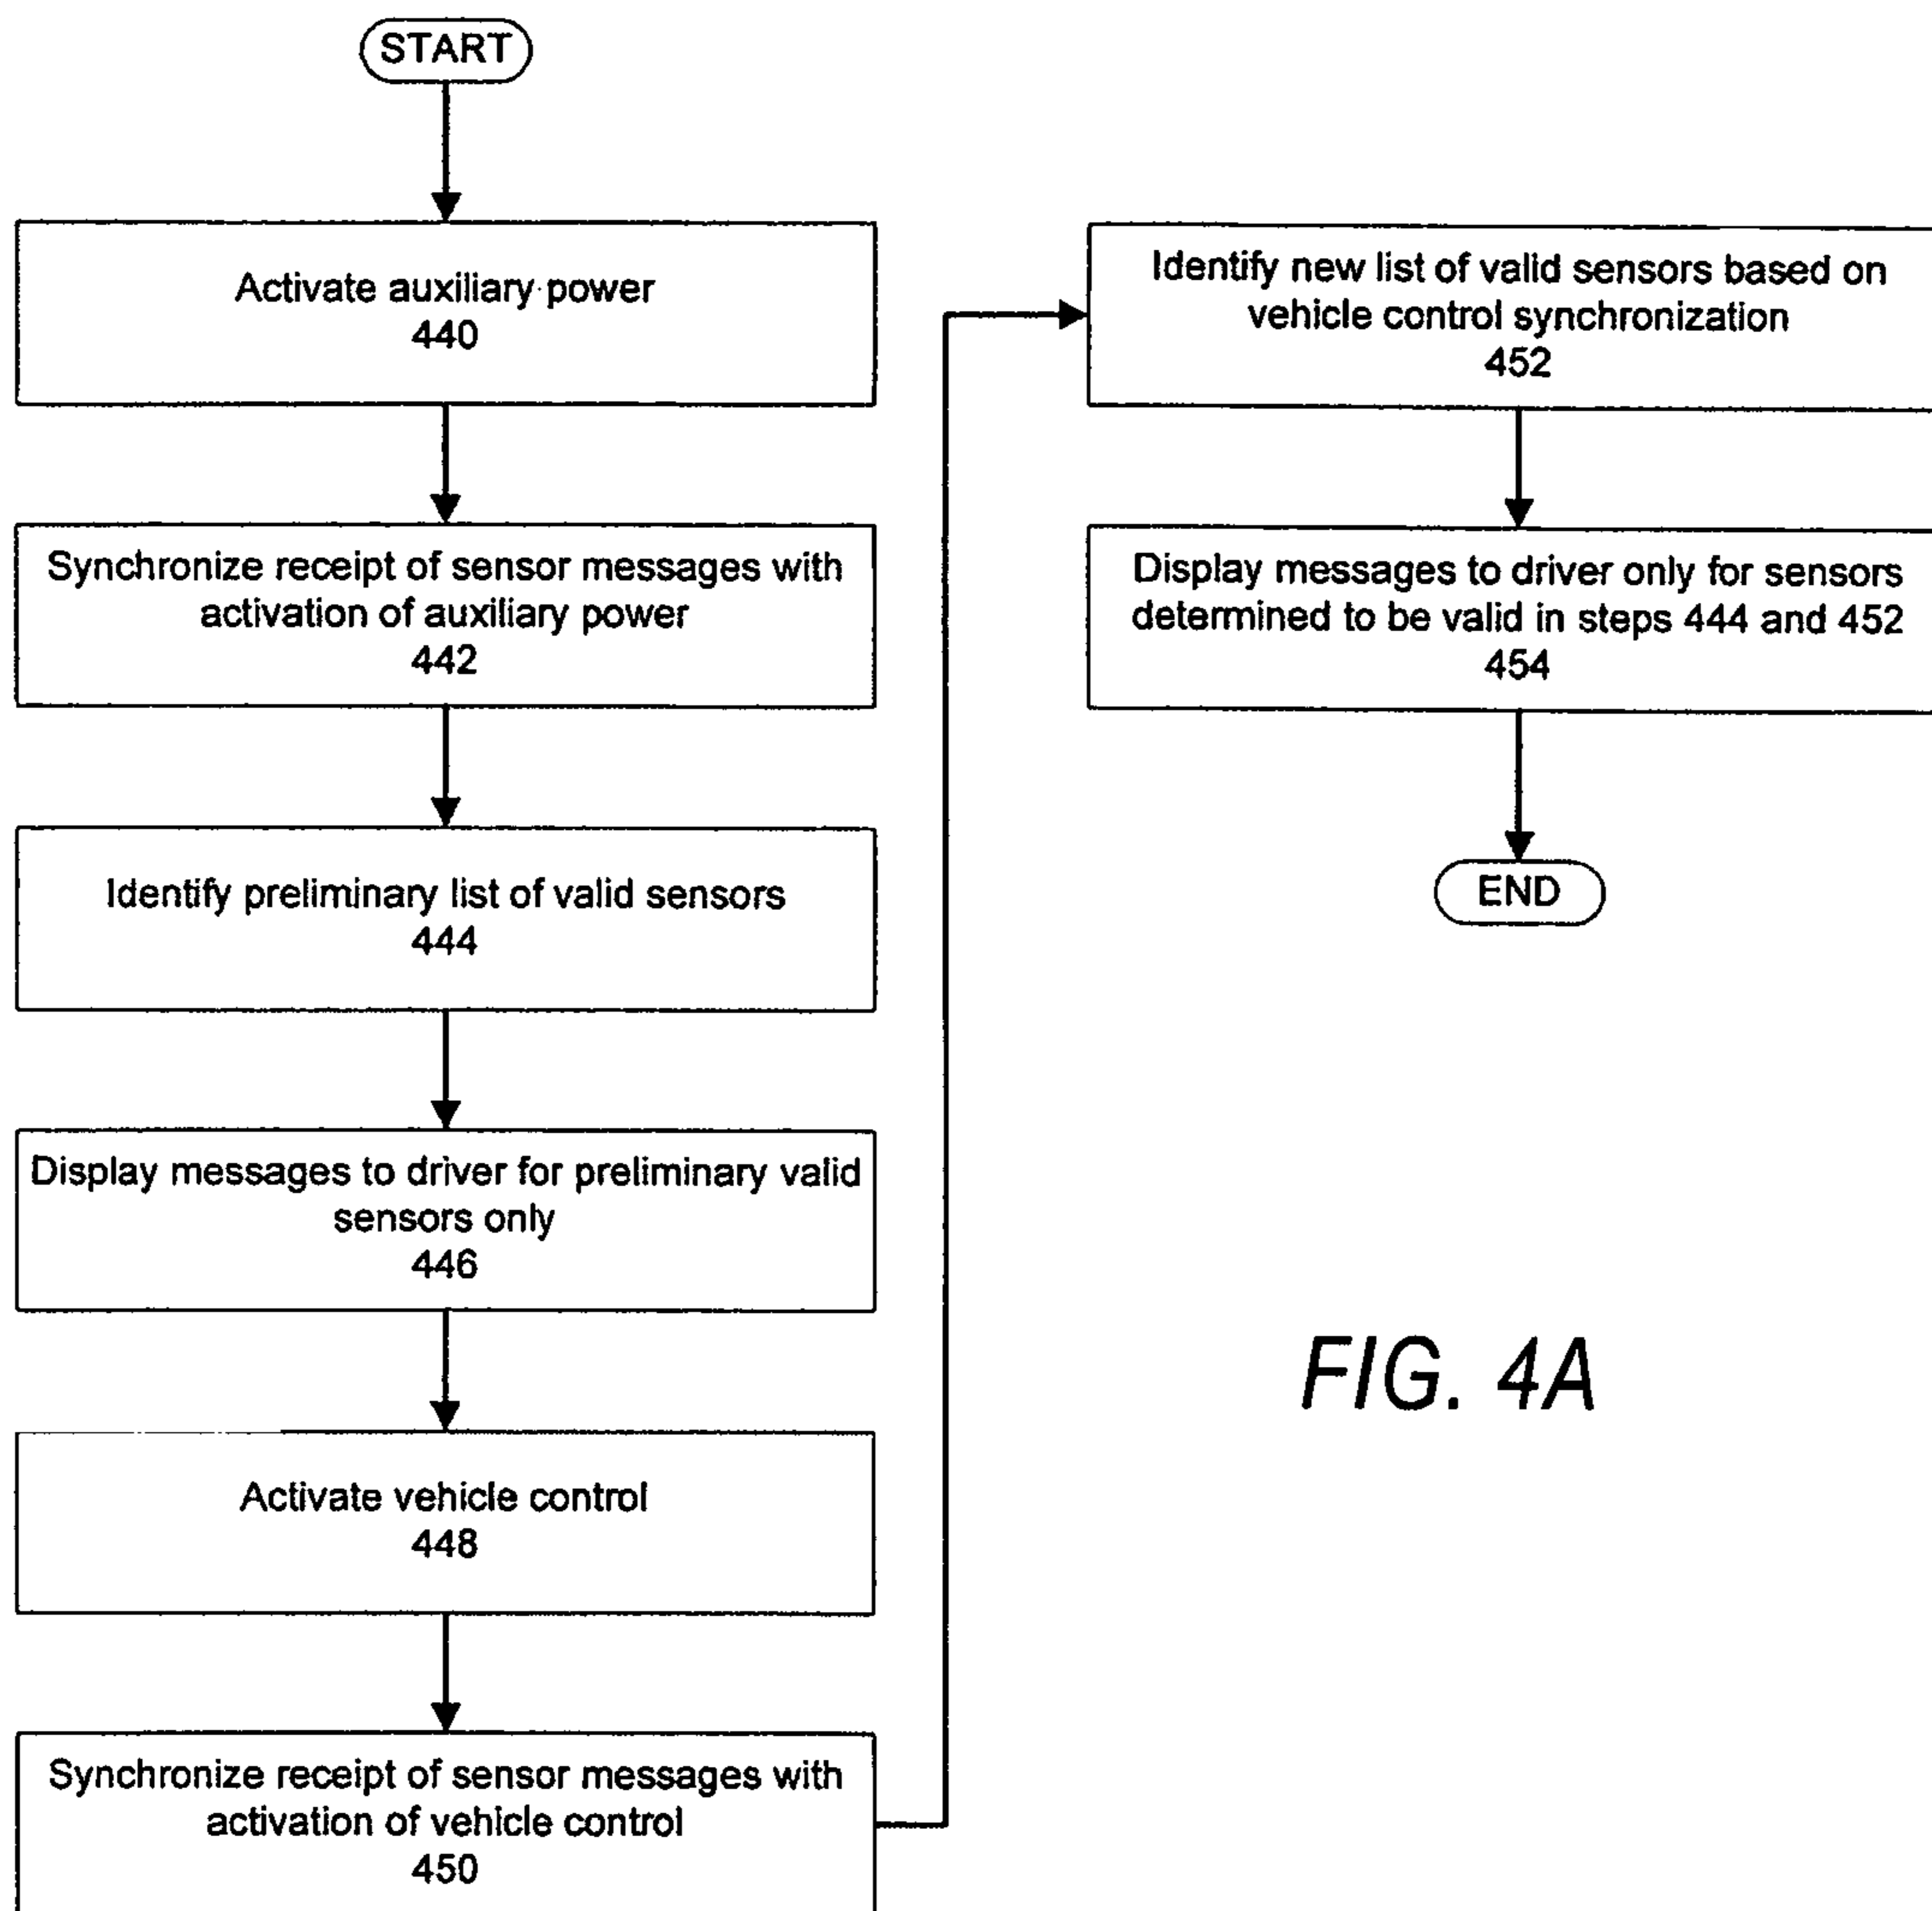 START
Activate auxiliary power
440
Synchronize receipt of sensor messages with
activation of auxiliary power
442
Identify preliminary list of valid sensors
444
Display messages to driver for preliminary valid
sensors only
446
Activate vehicle control
448
Synchronize receipt of sensor messages with
activation of vehicle control
450
Identify new list of valid sensors based on
vehicle control synchronization
452
Display messages to driver only for sensors
determined to be valid in steps 444 and 452
454
END
FIG. 4A